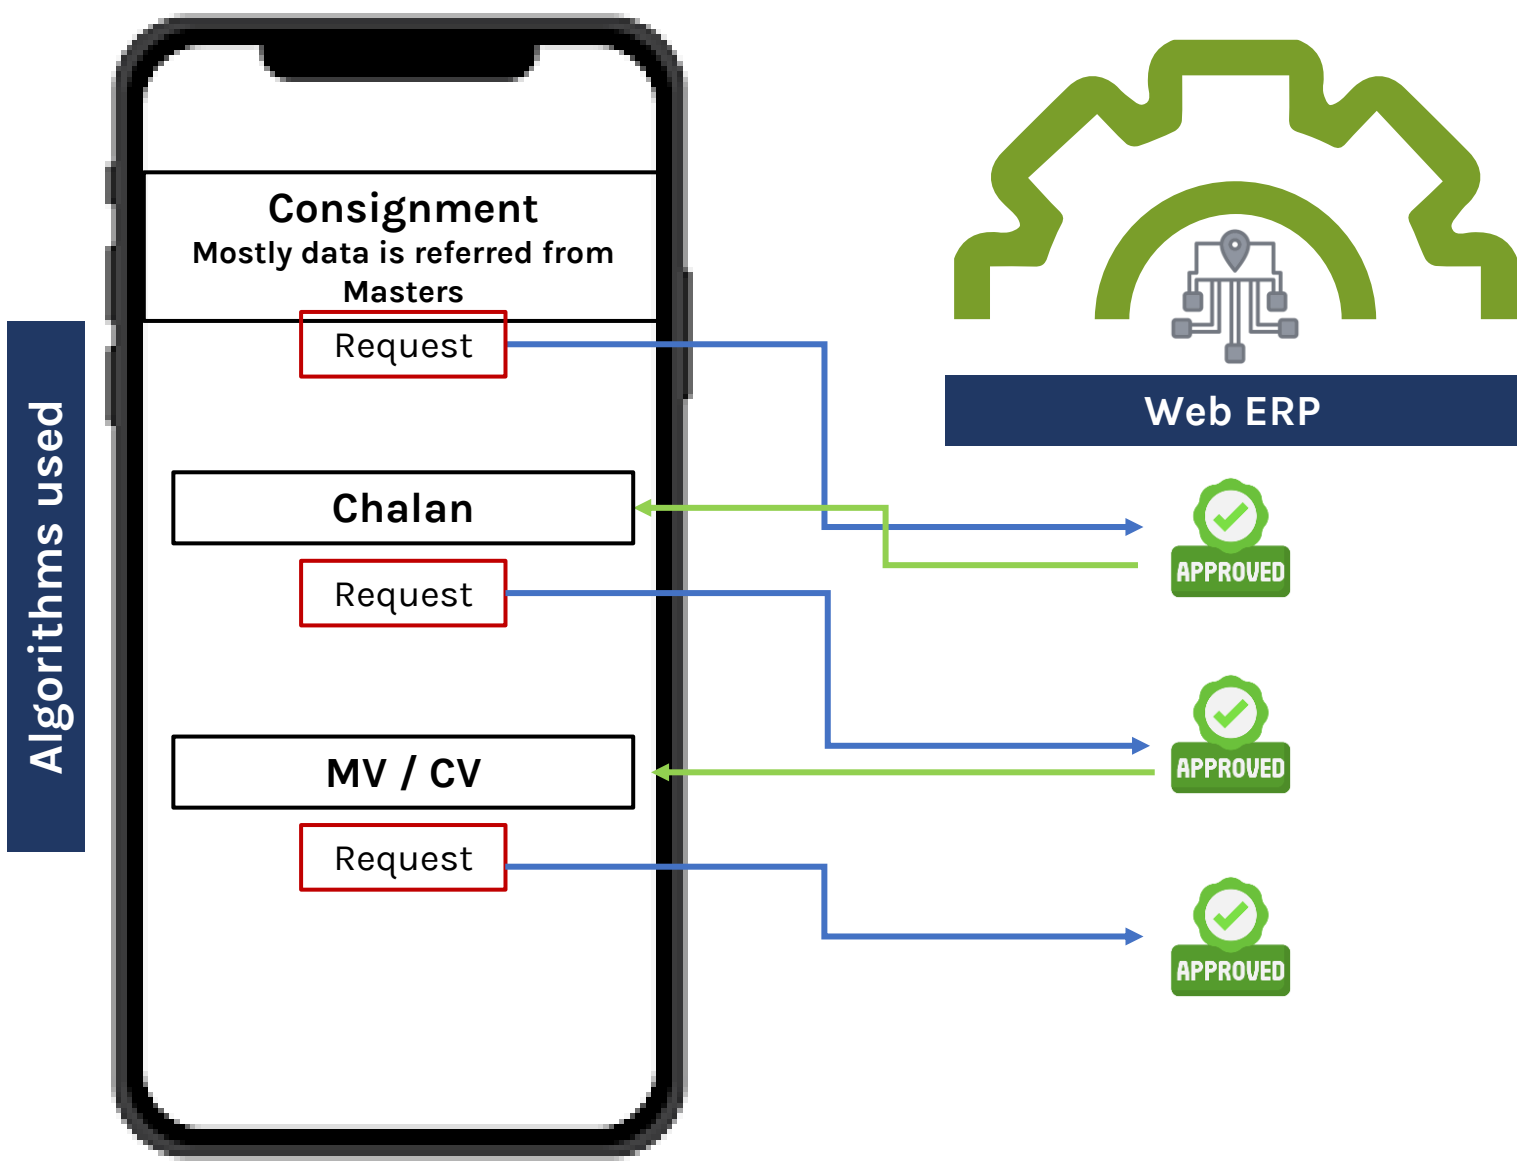 Algorithms used
Consignment
Mostly data is referred from
Masters
Request
Chalan
Request
MV / CV
Request
Web ERP
APPROVED
APPROVED
APPROVED